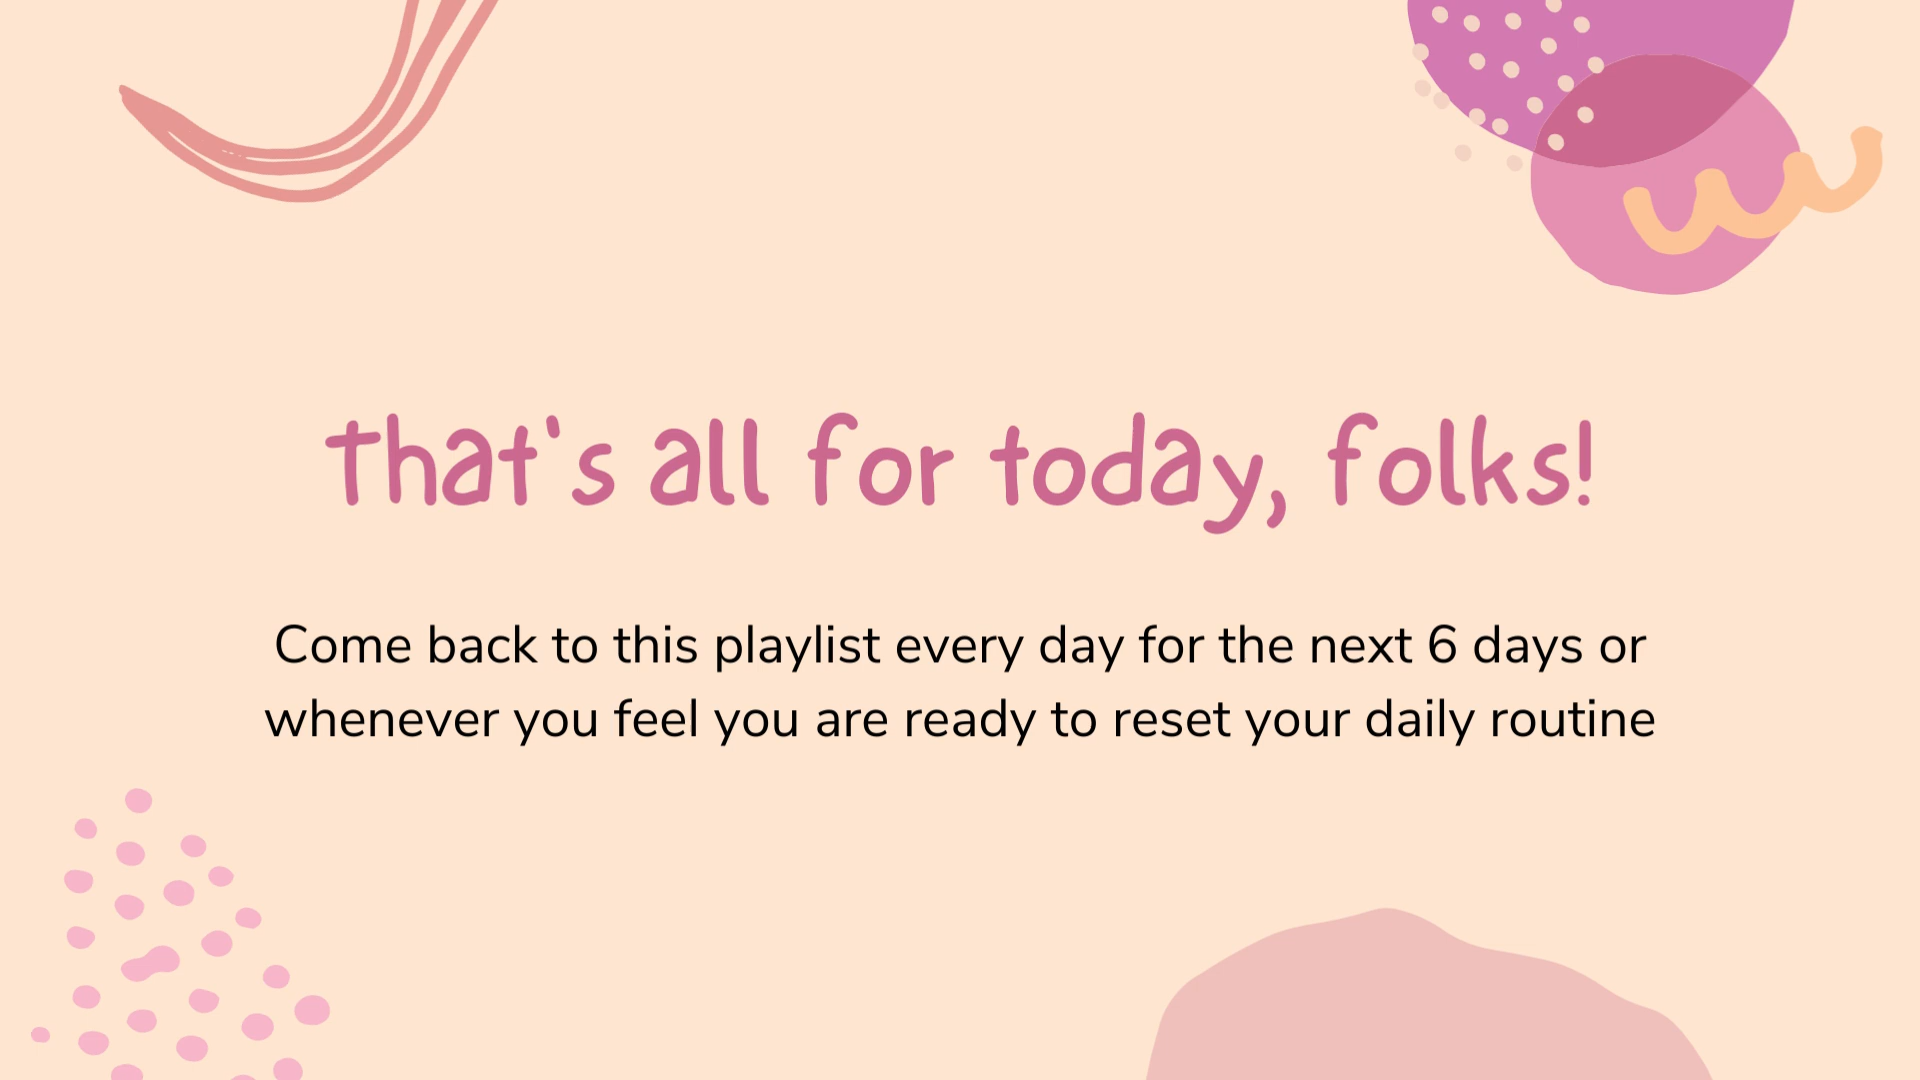 That's all for today, folks!
Come back to this playlist every day for the next 6 days or
whenever you feel you are ready to reset your daily routine